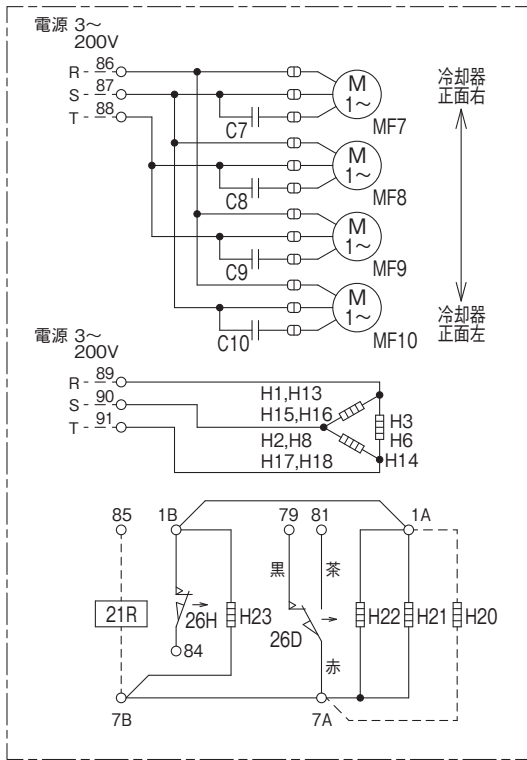 電源 3～
200V
R 86
S 87
T 88
C7
M
1～
MF7
冷却器
正面右
C8
M
1～
MF8
C9
M
1～
MF9
C10
M
1～
MF10
冷却器
正面左
電源 3～
200V
R 89
S 90
T 91
H1,H13
H15,H16
H2,H8
H17,H18
H3
H6
H14
85
1B
79
81
1A
黒
茶
21R
26H
H23
26D
H22
H21
H20
84
赤
7B
7A